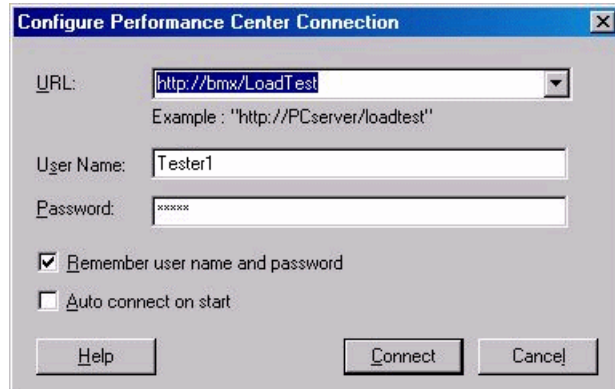 Configure Performance Center Connection
URL:
http://bmx/LoadTest
Example : "http://PCserver/loadtest"
User Name:
Tester1
Password:
xxxxx
Remember user name and password
Auto connect on start
Help
Connect
Cancel